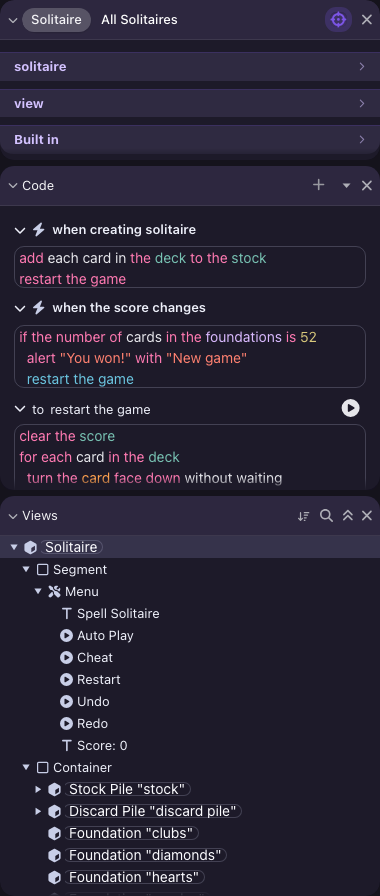 Solitaire All Solitaires
solitaire
view
Built in
Code
when creating solitaire
add each card in the deck to the stock
restart the game
when the score changes
if the number of cards in the foundations is 52
alert "You won!" with "New game"
restart the game
to restart the game
clear the score
for each card in the deck
turn the card face down without waiting
Views
Solitaire
Segment
Menu
Spell Solitaire
Auto Play
Cheat
Restart
Undo
Redo
Score: 0
Container
Stock Pile "stock"
Discard Pile "discard pile"
Foundation "clubs"
Foundation "diamonds"
Foundation "hearts"